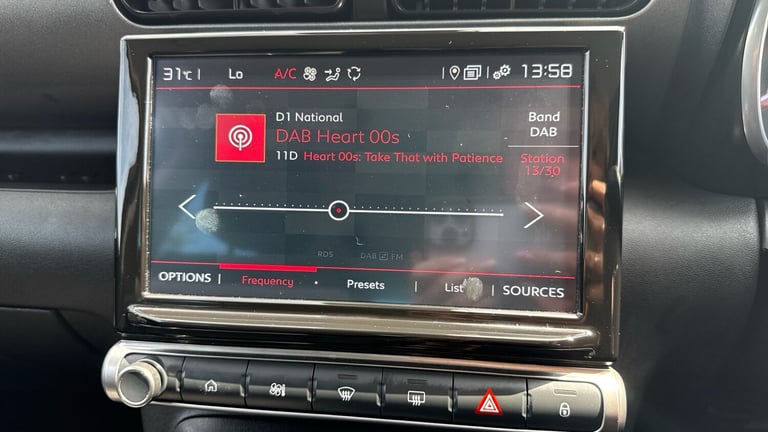 31°C | Lo A/C 13:58
D1 National
DAB Heart 00s
11D Heart 00s: Take That with Patience
Band
DAB
Station
13/30
RDS DAB FM
OPTIONS Frequency Presets List SOURCES